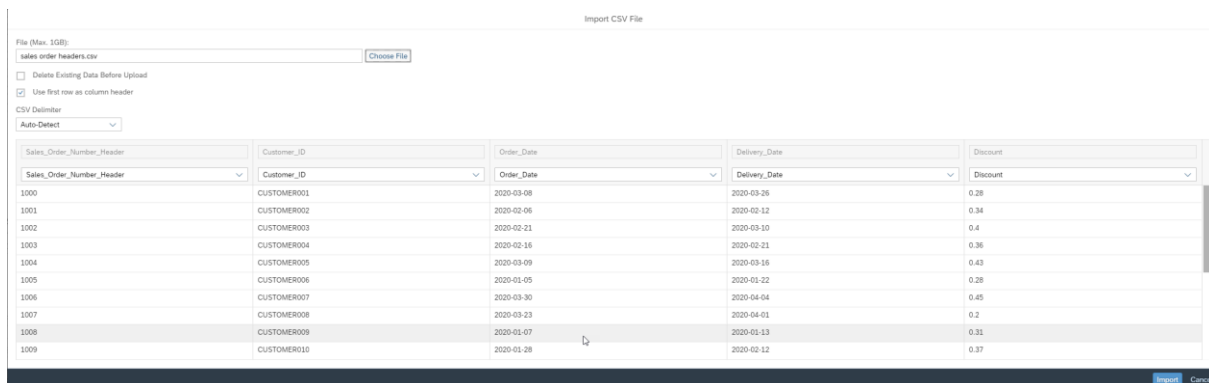 Import CSV File
File (Max. 1GB):
sales order headers.csv Choose File
Delete Existing Data Before Upload
Use first row as column header
CSV Delimiter
Auto-Detect
Sales_Order_Number_Header Customer_ID Order_Date Delivery_Date Discount
Sales_Order_Number_Header Customer_ID Order_Date Delivery_Date Discount
1000 CUSTOMER001 2020-03-08 2020-03-26 0.28
1001 CUSTOMER002 2020-02-06 2020-02-12 0.34
1002 CUSTOMER003 2020-02-21 2020-03-10 0.4
1003 CUSTOMER004 2020-02-16 2020-02-21 0.36
1004 CUSTOMER005 2020-03-09 2020-03-16 0.43
1005 CUSTOMER006 2020-01-05 2020-01-22 0.28
1006 CUSTOMER007 2020-03-30 2020-04-04 0.45
1007 CUSTOMER008 2020-03-23 2020-04-01 0.2
1008 CUSTOMER009 2020-01-07 2020-01-13 0.31
1009 CUSTOMER010 2020-01-28 2020-02-12 0.37
Import Cance